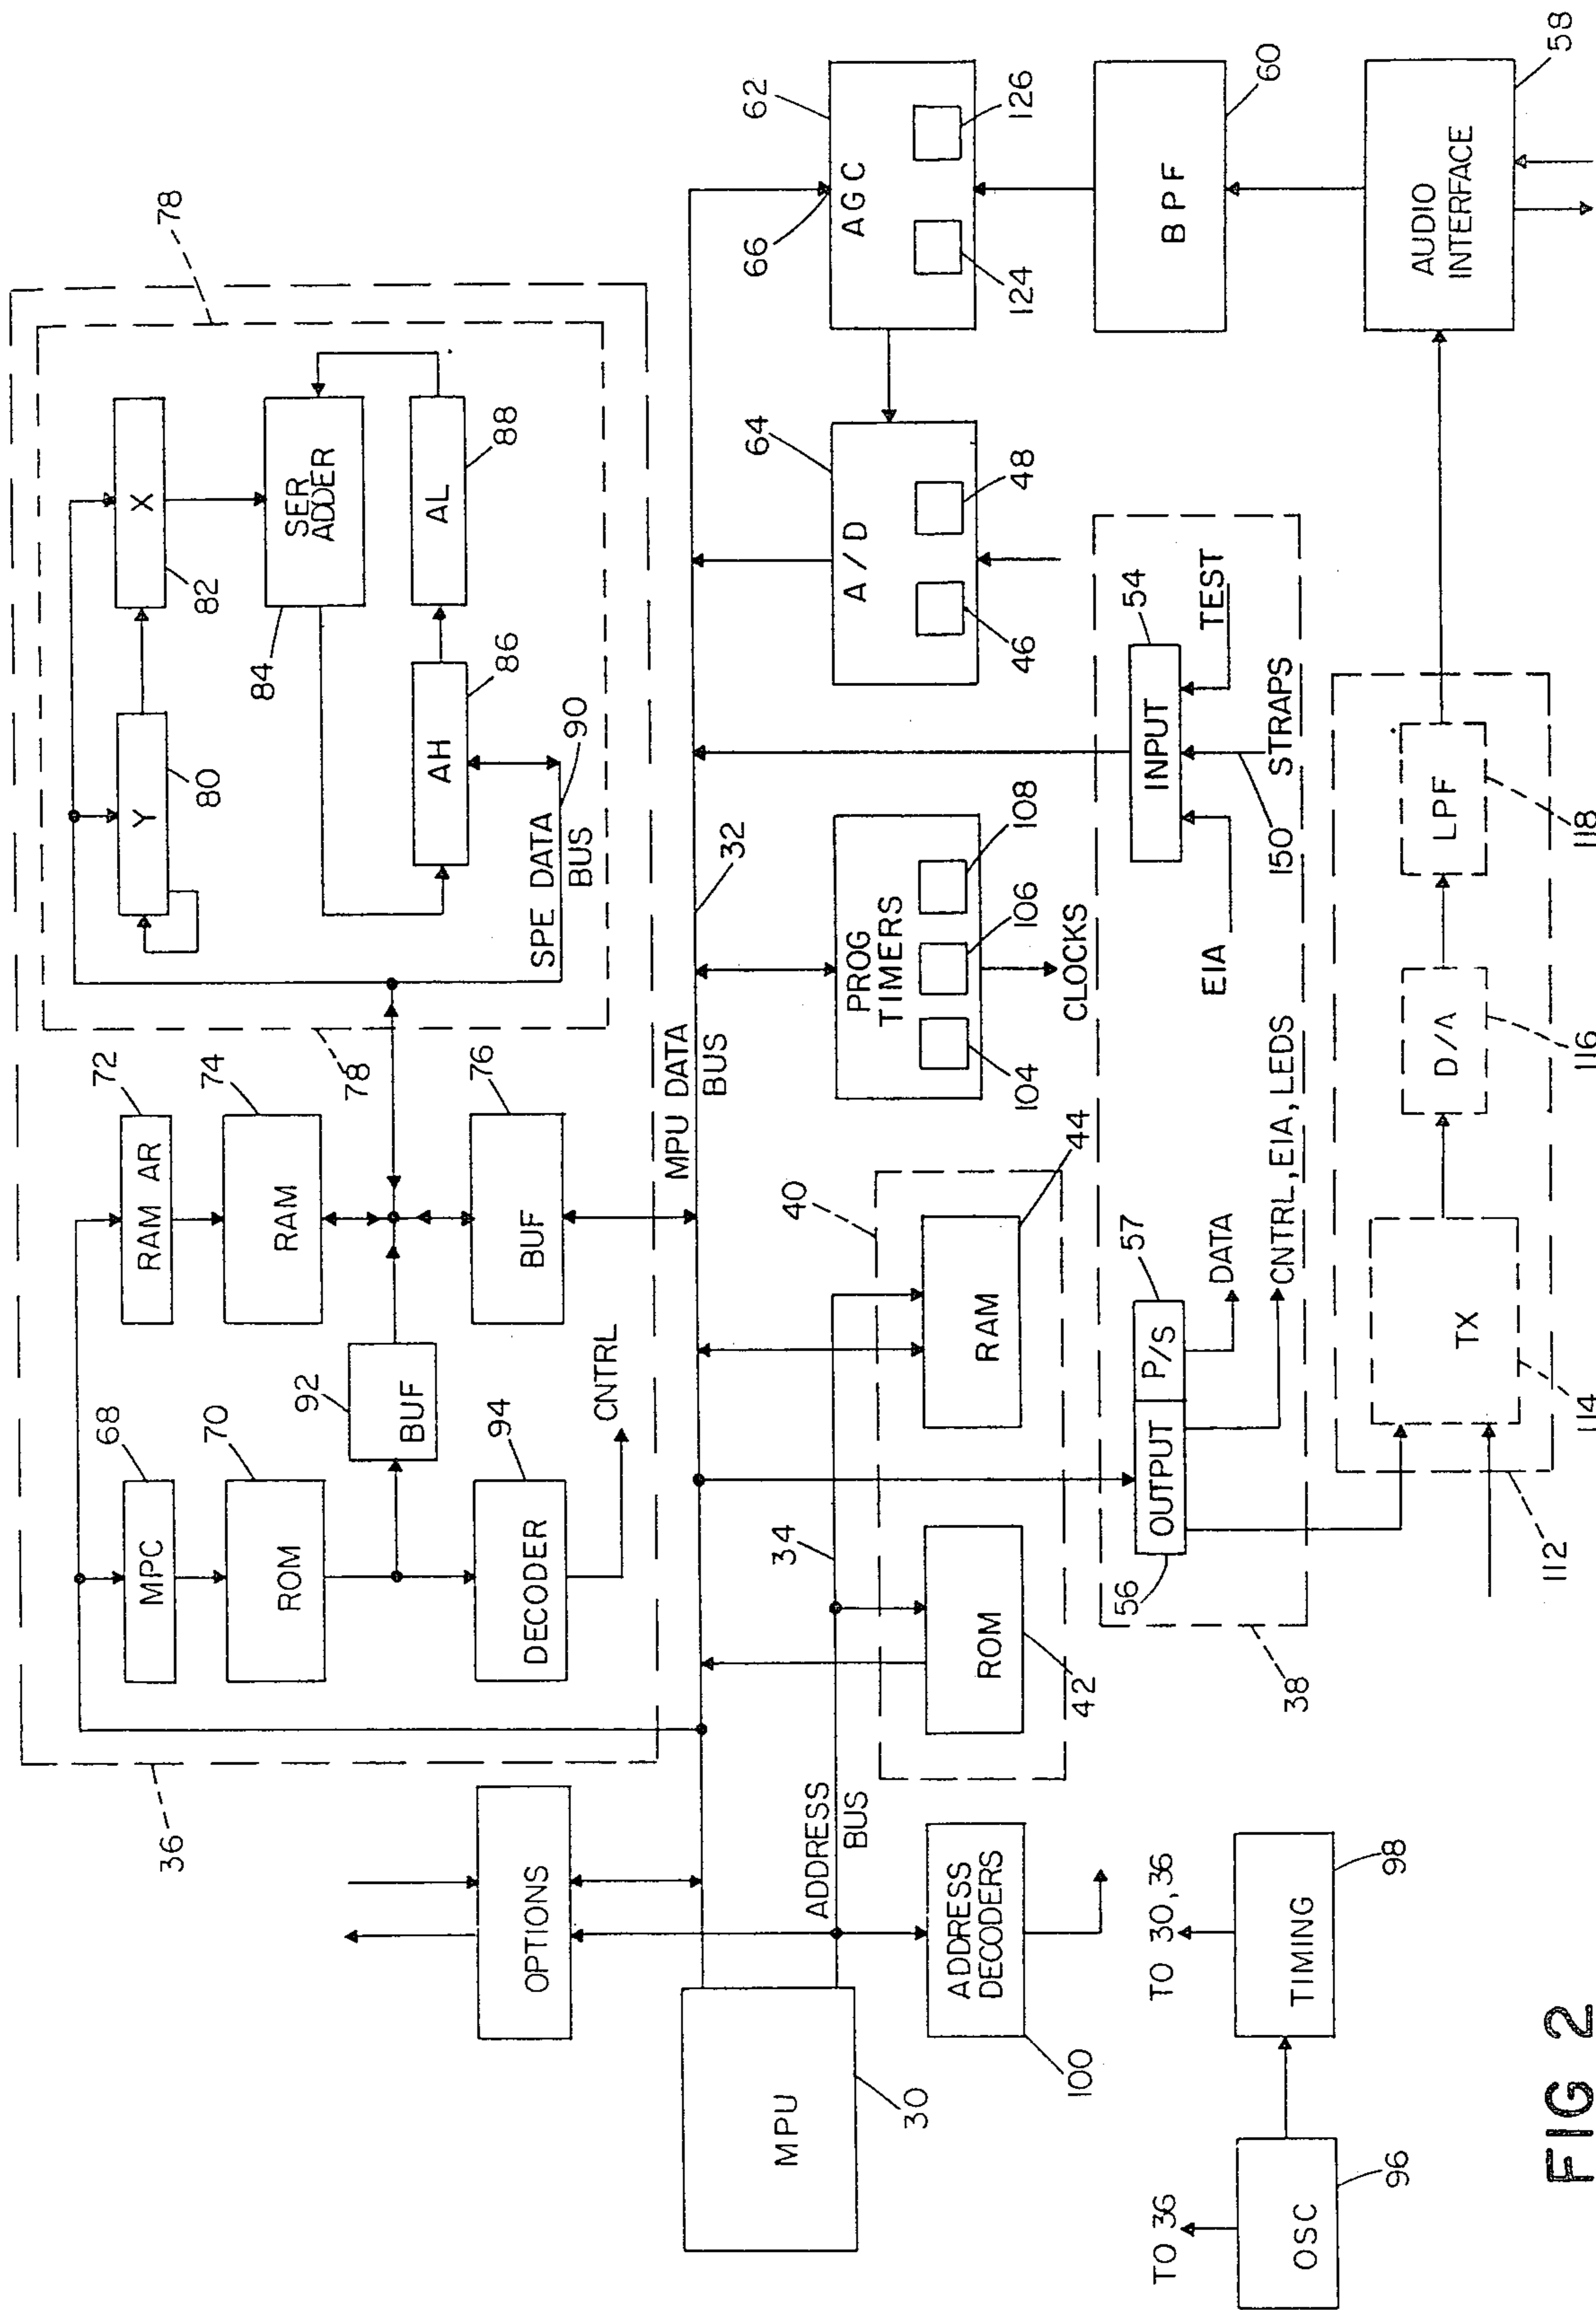 36
78
MPC
68
ROM
70
DECODER
94
CNTRL
BUF
92
RAM AR
72
RAM
74
BUF
76
78
Y
80
X
82
SER
ADDER
84
AH
86
AL
88
SPE DATA
BUS
90
OPTIONS
MPU
30
MPU DATA
BUS
32
ADDRESS
BUS
34
ADDRESS
DECODERS
100
40
ROM
42
RAM
44
PROG
TIMERS
104
106
108
CLOCKS
A/D
64
46
48
AGC
62
66
124
126
BPF
60
AUDIO
INTERFACE
58
38
OUTPUT
56
P/S
57
DATA
CNTRL, EIA, LEDS
INPUT
54
EIA
150
STRAPS
TEST
112
TX
114
D/A
116
LPF
118
TO 36
OSC
96
TO 30, 36
TIMING
98
FIG 2